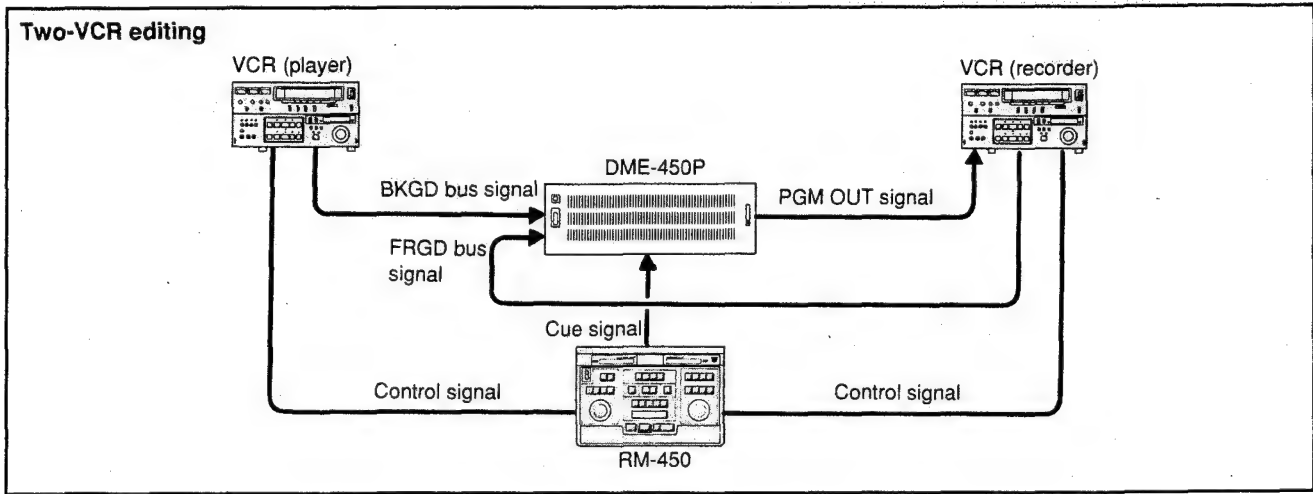 Two-VCR editing
VCR (player)
VCR (recorder)
DME-450P
BKGD bus signal
PGM OUT signal
FRGD bus
signal
Cue signal
Control signal
Control signal
RM-450